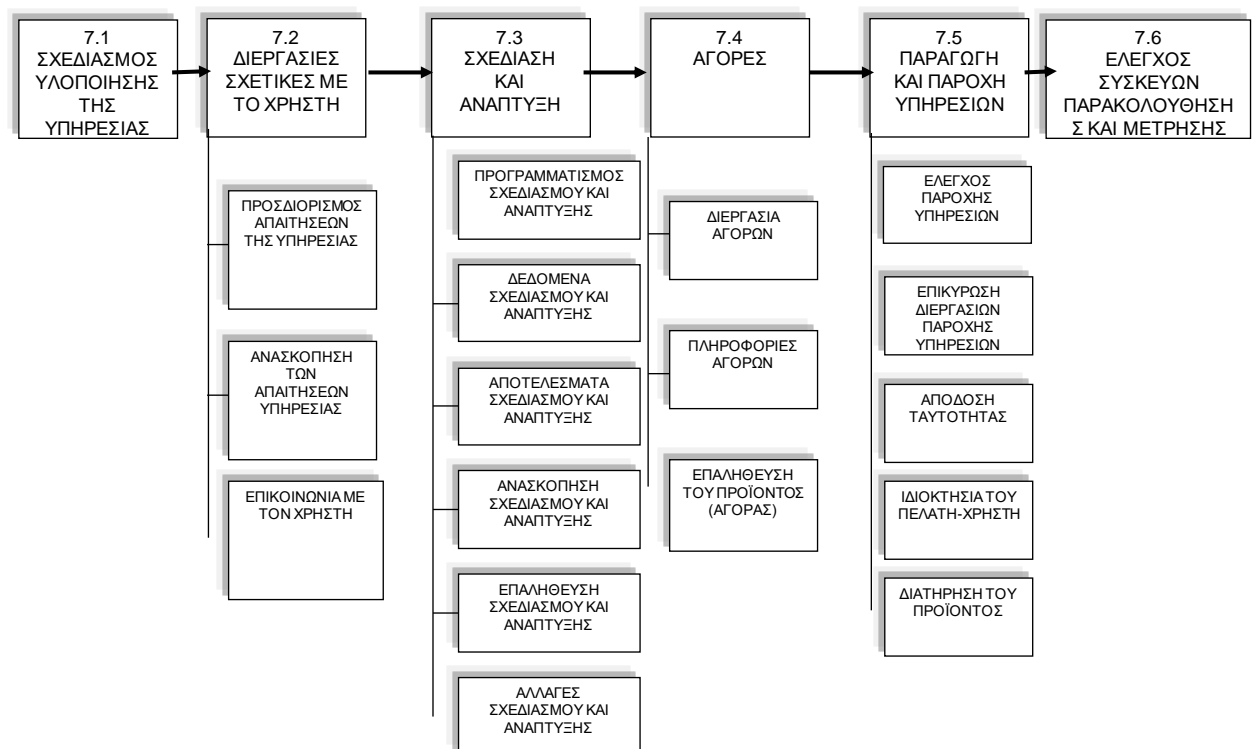 7.1
ΣΧΕΔΙΑΣΜΟΣ
ΥΛΟΠΟΙΗΣΗΣ
ΤΗΣ
ΥΠΗΡΕΣΙΑΣ
7.2
ΔΙΕΡΓΑΣΙΕΣ
ΣΧΕΤΙΚΕΣ ΜΕ
ΤΟ ΧΡΗΣΤΗ
7.3
ΣΧΕΔΙΑΣΗ
ΚΑΙ
ΑΝΑΠΤΥΞΗ
7.4
ΑΓΟΡΕΣ
7.5
ΠΑΡΑΓΩΓΗ
ΚΑΙ ΠΑΡΟΧΗ
ΥΠΗΡΕΣΙΩΝ
7.6
ΕΛΕΓΧΟΣ
ΣΥΣΚΕΥΩΝ
ΠΑΡΑΚΟΛΟΥΘΗΣΗ
Σ ΚΑΙ ΜΕΤΡΗΣΗΣ
ΠΡΟΣΔΙΟΡΙΣΜΟΣ
ΑΠΑΙΤΗΣΕΩΝ
ΤΗΣ ΥΠΗΡΕΣΙΑΣ
ΑΝΑΣΚΟΠΗΣΗ
ΤΩΝ
ΑΠΑΙΤΗΣΕΩΝ
ΥΠΗΡΕΣΙΑΣ
ΕΠΙΚΟΙΝΩΝΙΑ ΜΕ
ΤΟΝ ΧΡΗΣΤΗ
ΠΡΟΓΡΑΜΜΑΤΙΣΜΟΣ
ΣΧΕΔΙΑΣΜΟΥ ΚΑΙ
ΑΝΑΠΤΥΞΗΣ
ΔΕΔΟΜΕΝΑ
ΣΧΕΔΙΑΣΜΟΥ ΚΑΙ
ΑΝΑΠΤΥΞΗΣ
ΑΠΟΤΕΛΕΣΜΑΤΑ
ΣΧΕΔΙΑΣΜΟΥ ΚΑΙ
ΑΝΑΠΤΥΞΗΣ
ΑΝΑΣΚΟΠΗΣΗ
ΣΧΕΔΙΑΣΜΟΥ ΚΑΙ
ΑΝΑΠΤΥΞΗΣ
ΕΠΑΛΗΘΕΥΣΗ
ΣΧΕΔΙΑΣΜΟΥ ΚΑΙ
ΑΝΑΠΤΥΞΗΣ
ΑΛΛΑΓΕΣ
ΣΧΕΔΙΑΣΜΟΥ ΚΑΙ
ΑΝΑΠΤΥΞΗΣ
ΔΙΕΡΓΑΣΙΑ
ΑΓΟΡΩΝ
ΠΛΗΡΟΦΟΡΙΕΣ
ΑΓΟΡΩΝ
ΕΠΑΛΗΘΕΥΣΗ
ΤΟΥ ΠΡΟΪΟΝΤΟΣ
(ΑΓΟΡΑΣ)
ΕΛΕΓΧΟΣ
ΠΑΡΟΧΗΣ
ΥΠΗΡΕΣΙΩΝ
ΕΠΙΚΥΡΩΣΗ
ΔΙΕΡΓΑΣΙΩΝ
ΠΑΡΟΧΗΣ
ΥΠΗΡΕΣΙΩΝ
ΑΠΟΔΟΣΗ
ΤΑΥΤΟΤΗΤΑΣ
ΙΔΙΟΚΤΗΣΙΑ ΤΟΥ
ΠΕΛΑΤΗ-ΧΡΗΣΤΗ
ΔΙΑΤΗΡΗΣΗ ΤΟΥ
ΠΡΟΪΟΝΤΟΣ